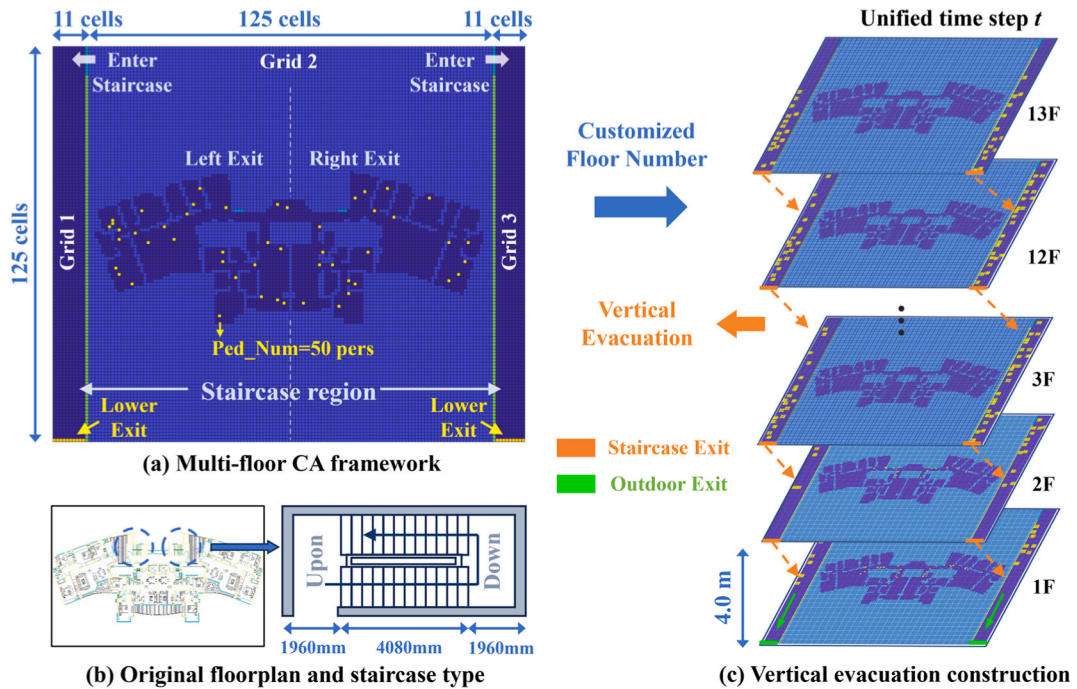 11 cells
125 cells
11 cells
Enter
Staircase
Grid 2
Enter
Staircase
Left Exit
Right Exit
125 cells
Grid 1
Grid 3
Ped_Num=50 pers
Staircase region
Lower
Exit
Lower
Exit
(a) Multi-floor CA framework
Upon
Down
1960mm
4080mm
1960mm
(b) Original floorplan and staircase type
Unified time step t
Customized
Floor Number
13F
12F
Vertical
Evacuation
3F
Staircase Exit
Outdoor Exit
2F
1F
4.0 m
(c) Vertical evacuation construction